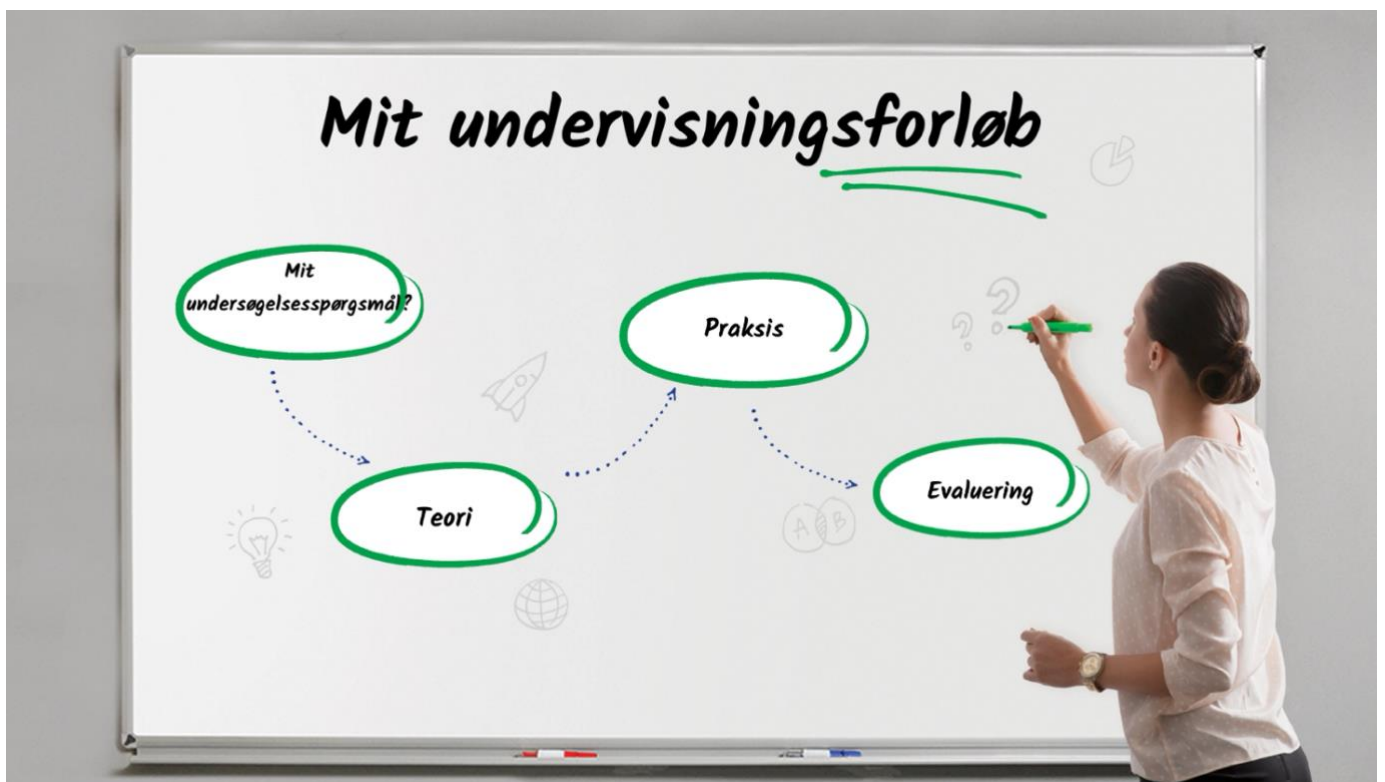 Mit undervisningsforløb
Mit
undersøgelsesspørgsmål?
Teori
Praksis
Evaluering
A B
? ?